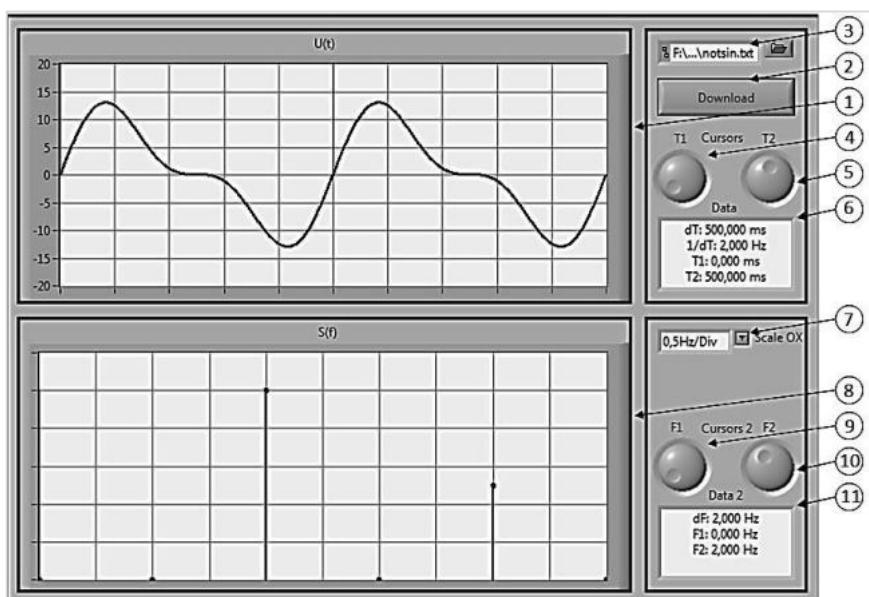 U(t)
20
15
10
5
0
-5
-10
-15
-20
F:\...\notsin.txt
Download
T1 Cursors T2
Data
dT: 500,000 ms
1/dT: 2,000 Hz
T1: 0,000 ms
T2: 500,000 ms
3
2
1
4
5
6
S(f)
0,5Hz/Div Scale OX
F1 Cursors 2 F2
Data 2
dF: 2,000 Hz
F1: 0,000 Hz
F2: 2,000 Hz
7
8
9
10
11